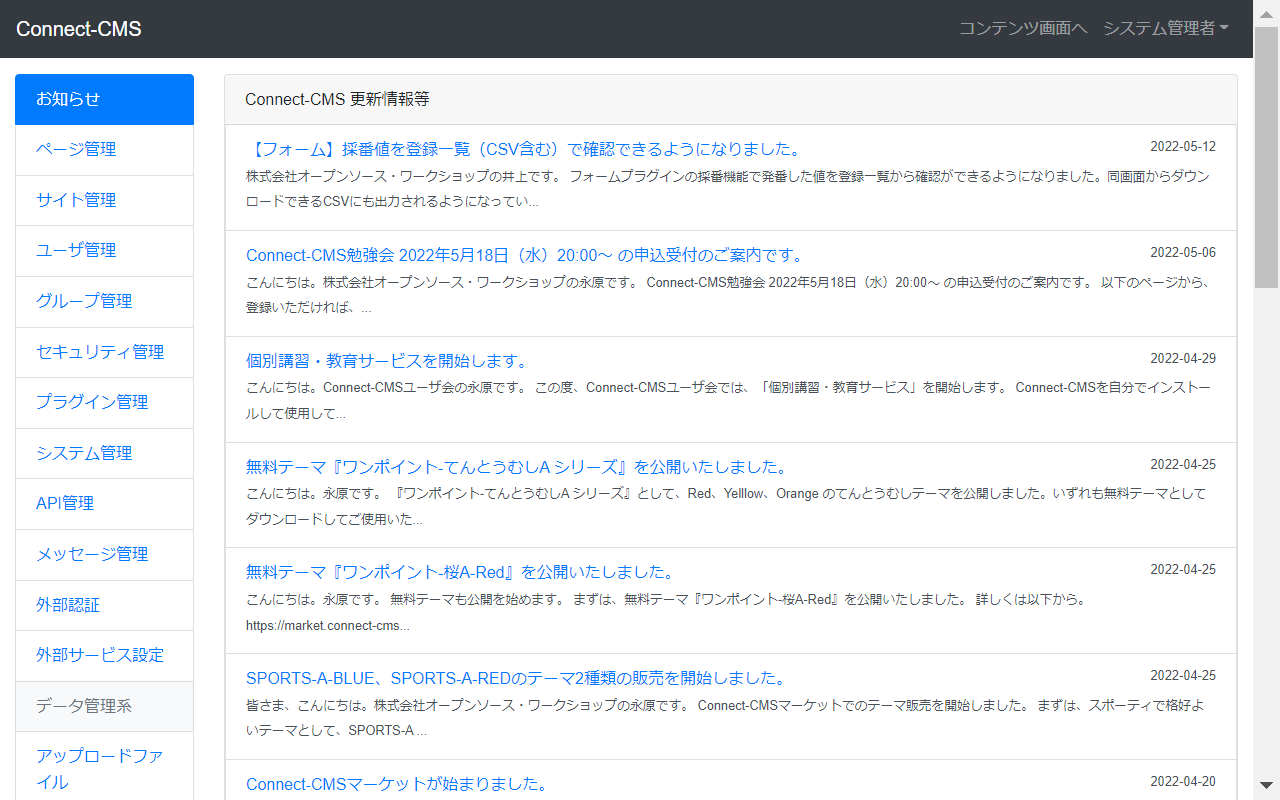 Connect-CMS
コンテンツ画面へ システム管理者
お知らせ
ページ管理
サイト管理
ユーザ管理
グループ管理
セキュリティ管理
プラグイン管理
システム管理
API管理
メッセージ管理
外部認証
外部サービス設定
データ管理系
アップロードファ
イル
Connect-CMS 更新情報等
【フォーム】採番値を登録一覧（CSV含む）で確認できるようになりました。 2022-05-12
株式会社オープンソース・ワークショップの井上です。 フォームプラグインの採番機能で発番した値を登録一覧から確認ができるようになりました。同画面からダウン
ロードできるCSVにも出力されるようになってい...
Connect-CMS勉強会 2022年5月18日（水）20:00～ の申込受付のご案内です。 2022-05-06
こんにちは。株式会社オープンソース・ワークショップの永原です。 Connect-CMS勉強会 2022年5月18日（水）20:00～ の申込受付のご案内です。 以下のページから、
登録いただければ、...
個別講習・教育サービスを開始します。 2022-04-29
こんにちは。Connect-CMSユーザ会の永原です。 この度、Connect-CMSユーザ会では、「個別講習・教育サービス」を開始します。 Connect-CMSを自分でインストー
ルして使用して...
無料テーマ『ワンポイント-てんとうむしA シリーズ』を公開いたしました。 2022-04-25
こんにちは。永原です。 『ワンポイント-てんとうむしA シリーズ』として、Red、Yelllow、Orange のてんとうむしテーマを公開しました。いずれも無料テーマとして
ダウンロードしてご使用いた...
無料テーマ『ワンポイント-桜A-Red』を公開いたしました。 2022-04-25
こんにちは。永原です。 無料テーマも公開を始めます。 まずは、無料テーマ『ワンポイント-桜A-Red』を公開いたしました。 詳しくは以下から。
https://market.connect-cms...
SPORTS-A-BLUE、SPORTS-A-REDのテーマ2種類の販売を開始しました。 2022-04-25
皆さま、こんにちは。株式会社オープンソース・ワークショップの永原です。 Connect-CMSマーケットでのテーマ販売を開始しました。 まずは、スポーティで格好よ
いテーマとして、SPORTS-A ...
Connect-CMSマーケットが始まりました。 2022-04-20